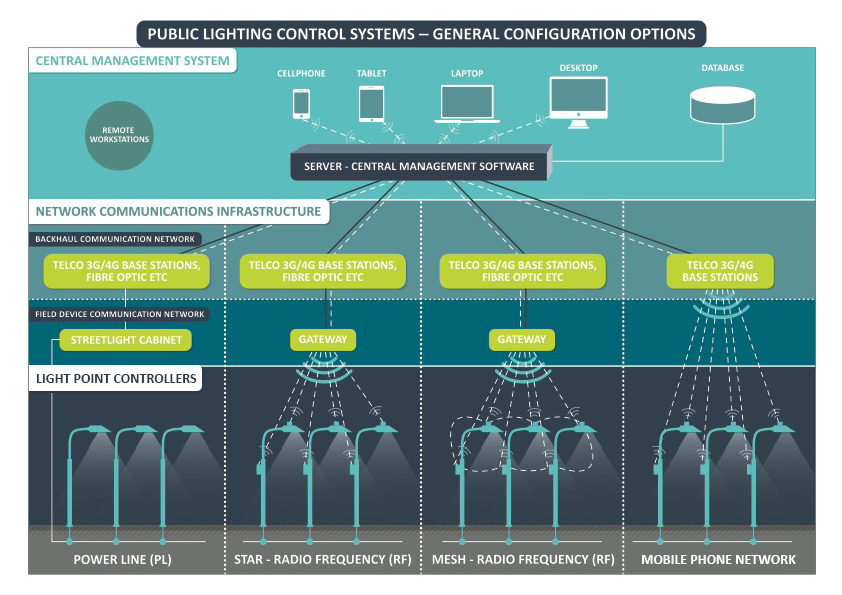 PUBLIC LIGHTING CONTROL SYSTEMS – GENERAL CONFIGURATION OPTIONS
CENTRAL MANAGEMENT SYSTEM
CELLPHONE
TABLET
LAPTOP
DESKTOP
DATABASE
REMOTE
WORKSTATIONS
SERVER - CENTRAL MANAGEMENT SOFTWARE
NETWORK COMMUNICATIONS INFRASTRUCTURE
BACKHAUL COMMUNICATION NETWORK
TELCO 3G/4G BASE STATIONS,
FIBRE OPTIC ETC
TELCO 3G/4G BASE STATIONS,
FIBRE OPTIC ETC
TELCO 3G/4G BASE STATIONS,
FIBRE OPTIC ETC
TELCO 3G/4G
BASE STATIONS
FIELD DEVICE COMMUNICATION NETWORK
STREETLIGHT CABINET
GATEWAY
GATEWAY
LIGHT POINT CONTROLLERS
POWER LINE (PL)
STAR - RADIO FREQUENCY (RF)
MESH - RADIO FREQUENCY (RF)
MOBILE PHONE NETWORK